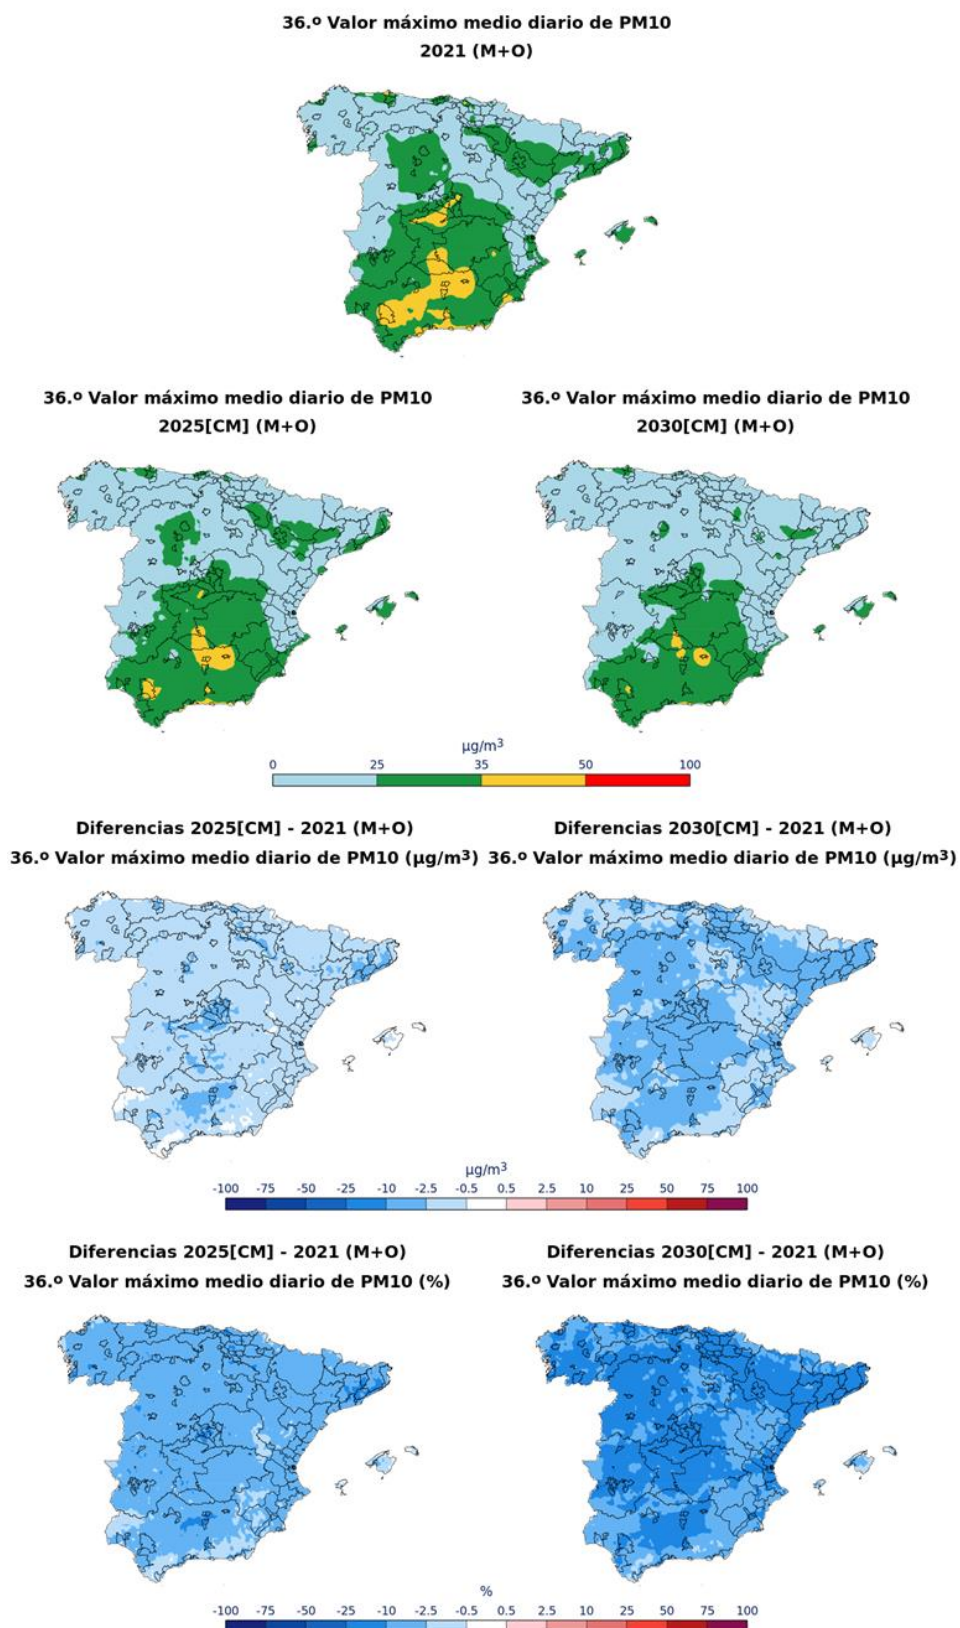 36.º Valor máximo medio diario de PM10
2021 (M+O)
36.º Valor máximo medio diario de PM10
2025[CM] (M+O)
36.º Valor máximo medio diario de PM10
2030[CM] (M+O)
µg/m³
0 25 35 50 100
Diferencias 2025[CM] - 2021 (M+O)
36.º Valor máximo medio diario de PM10 (µg/m³)
Diferencias 2030[CM] - 2021 (M+O)
36.º Valor máximo medio diario de PM10 (µg/m³)
µg/m³
-100 -75 -50 -25 -10 -2.5 -0.5 0.5 2.5 10 25 50 75 100
Diferencias 2025[CM] - 2021 (M+O)
36.º Valor máximo medio diario de PM10 (%)
Diferencias 2030[CM] - 2021 (M+O)
36.º Valor máximo medio diario de PM10 (%)
%
-100 -75 -50 -25 -10 -2.5 -0.5 0.5 2.5 10 25 50 75 100